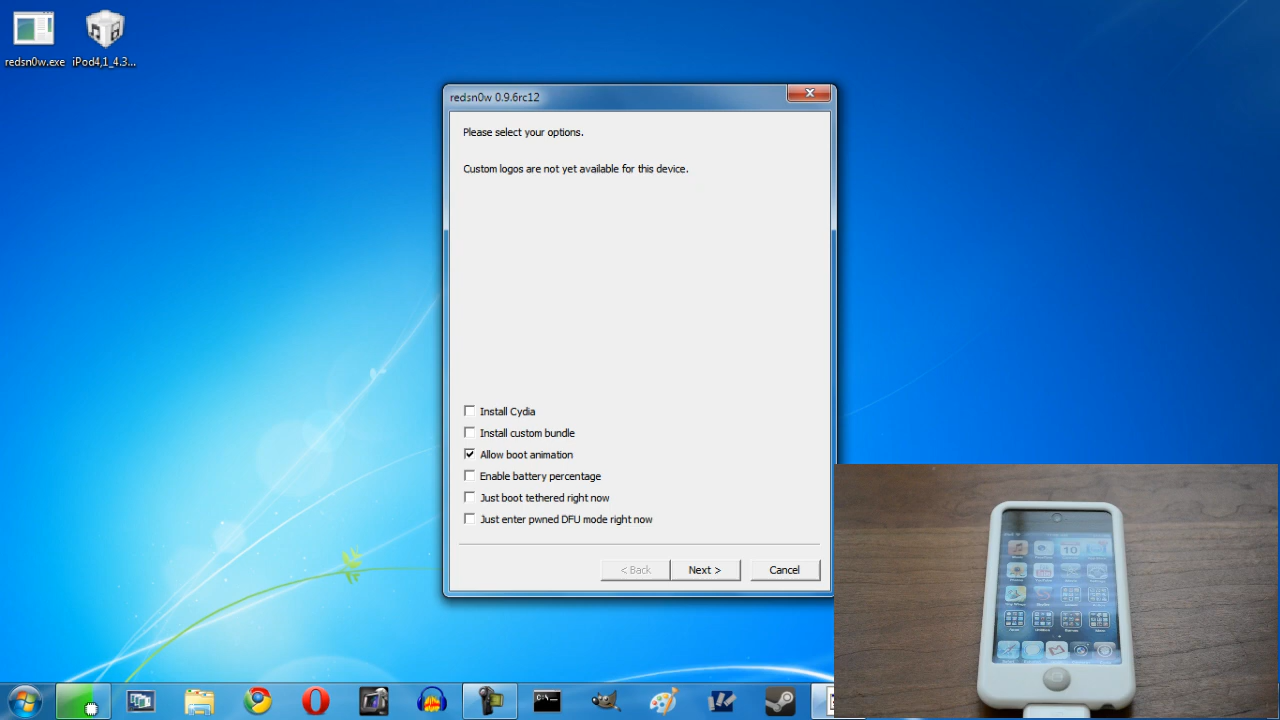 redsn0w.exe
iPod4,1_4.3...
redsn0w 0.9.6rc12
Please select your options.
Custom logos are not yet available for this device.
Install Cydia
Install custom bundle
Allow boot animation
Enable battery percentage
Just boot tethered right now
Just enter pwned DFU mode right now
< Back
Next >
Cancel
C:\
10